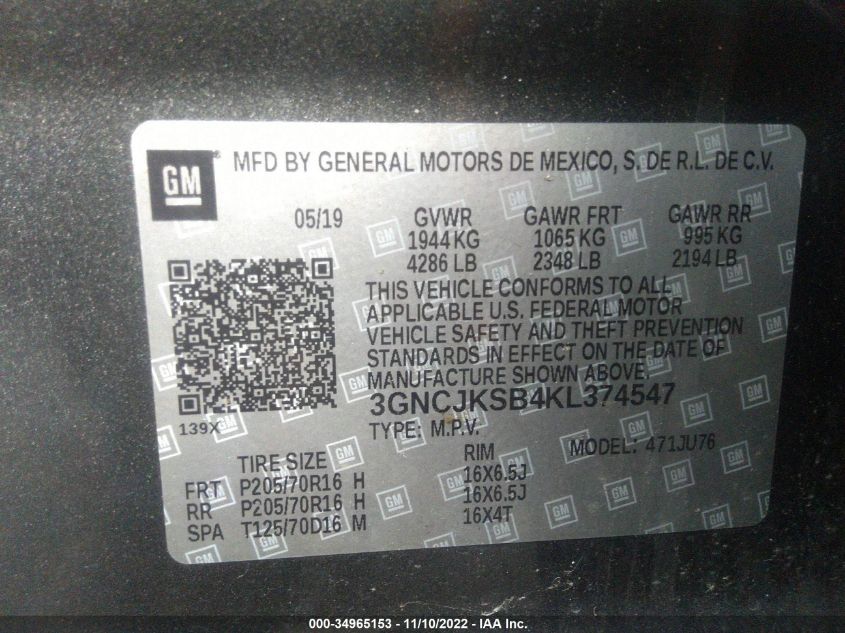 GM ® MFD BY GENERAL MOTORS DE MEXICO, S. DE R.L. DE C.V.
05/19 GVWR GAWR FRT GAWR RR
1944 KG 1065 KG 995 KG
4286 LB 2348 LB 2194 LB
THIS VEHICLE CONFORMS TO ALL
APPLICABLE U.S. FEDERAL MOTOR
VEHICLE SAFETY AND THEFT PREVENTION
STANDARDS IN EFFECT ON THE DATE OF
MANUFACTURE SHOWN ABOVE.
139X
3GNCJKSB4KL374547
TYPE: M.P.V. MODEL: 471JU76
TIRE SIZE RIM
FRT P205/70R16 H 16X6.5J
RR P205/70R16 H 16X6.5J
SPA T125/70D16 M 16X4T
000-34965153 - 11/10/2022 - IAA Inc.